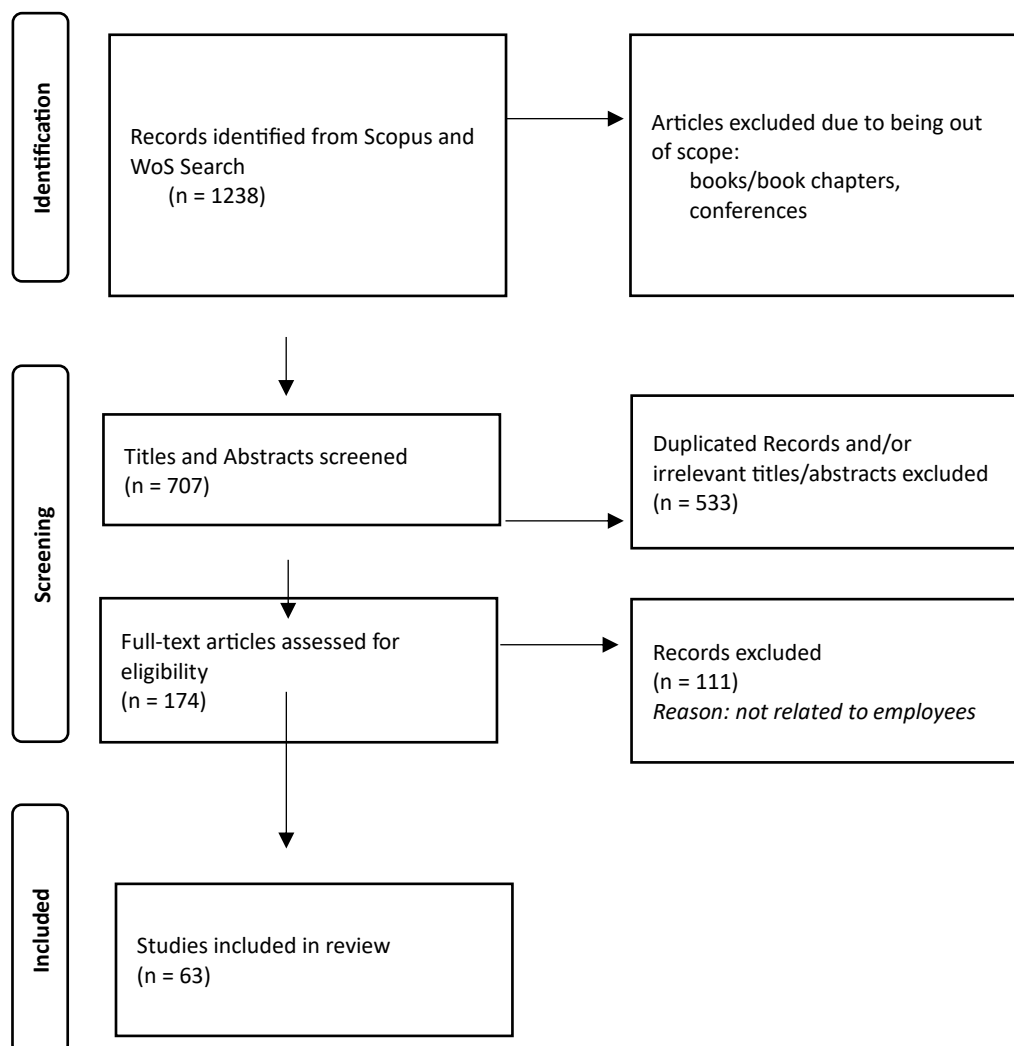 Identification
Records identified from Scopus and
WoS Search
(n = 1238)
Articles excluded due to being out
of scope:
books/book chapters,
conferences
Screening
Titles and Abstracts screened
(n = 707)
Duplicated Records and/or
irrelevant titles/abstracts excluded
(n = 533)
Full-text articles assessed for
eligibility
(n = 174)
Records excluded
(n = 111)
Reason: not related to employees
Included
Studies included in review
(n = 63)